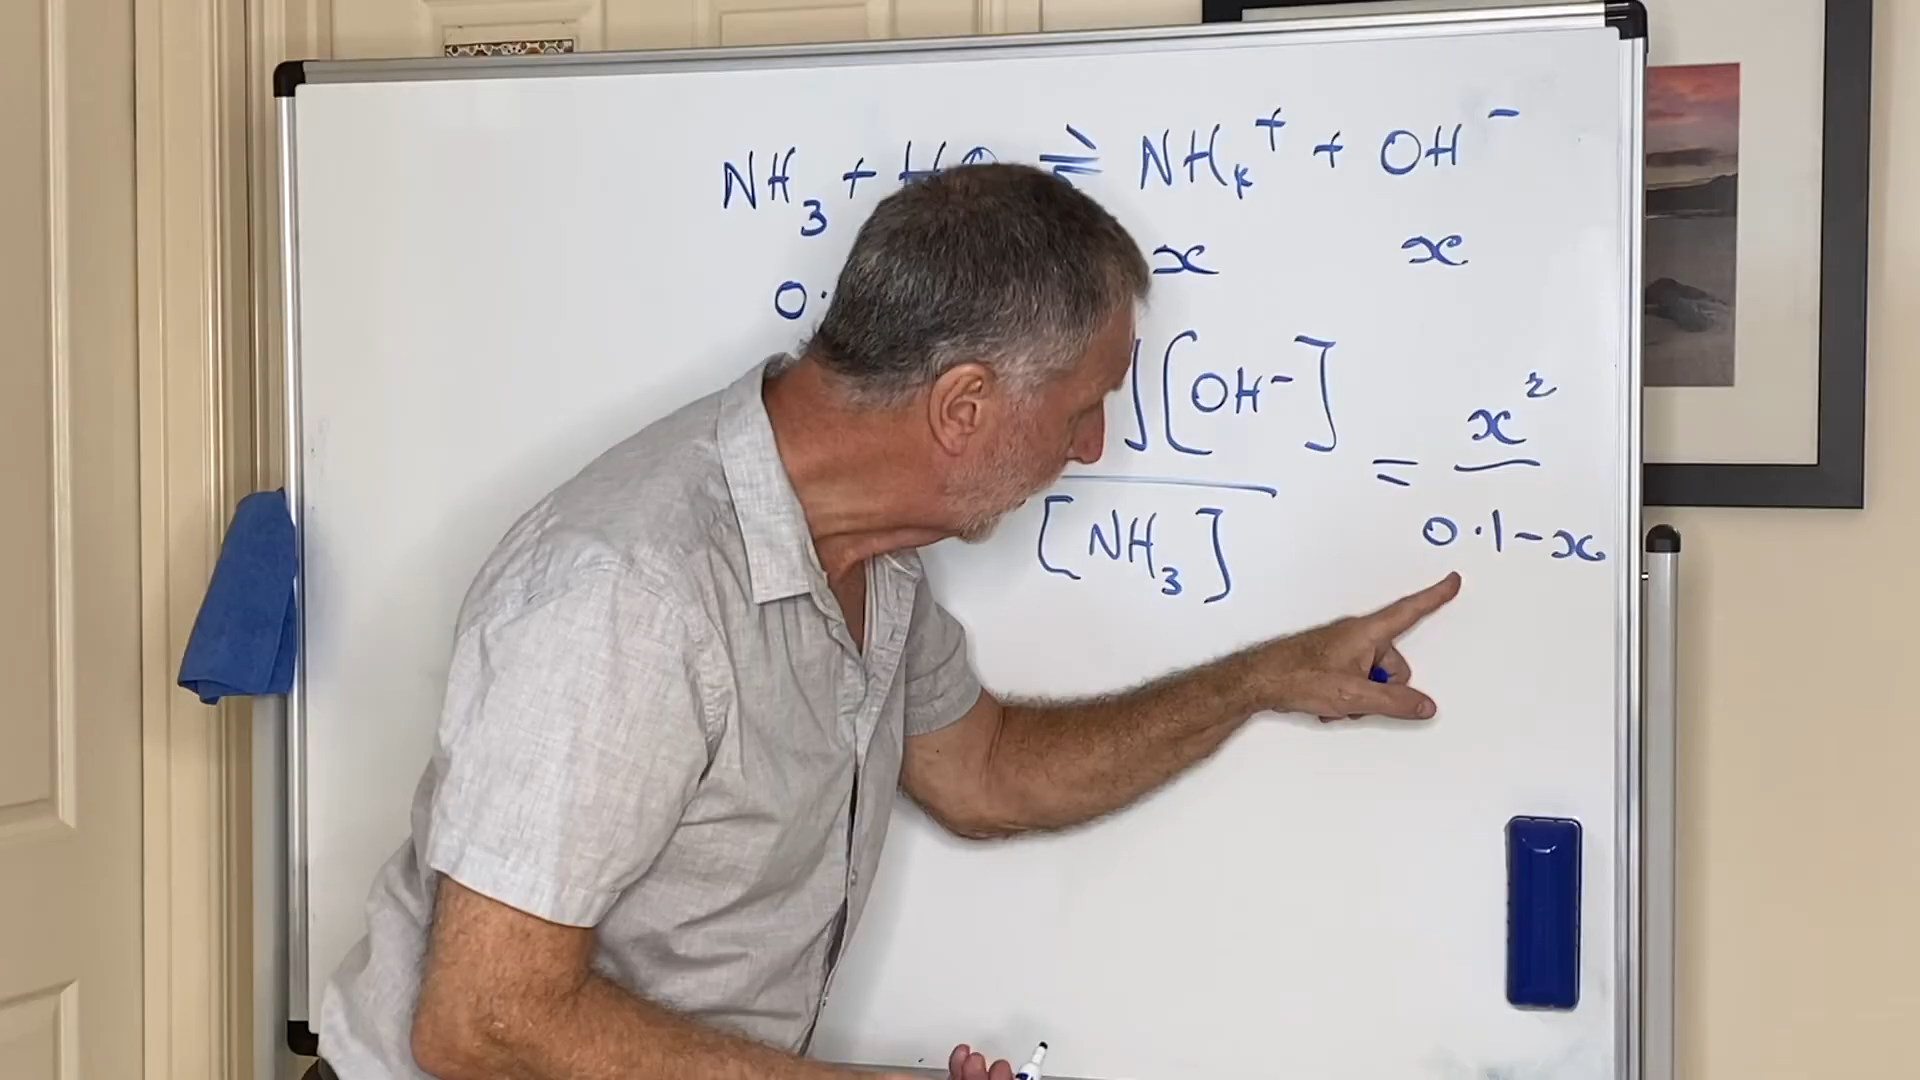 NH₃ + H₂O ⇌ NH₄⁺ + OH⁻
0. x x
] [OH⁻] = x²
[NH₃] 0.1-x